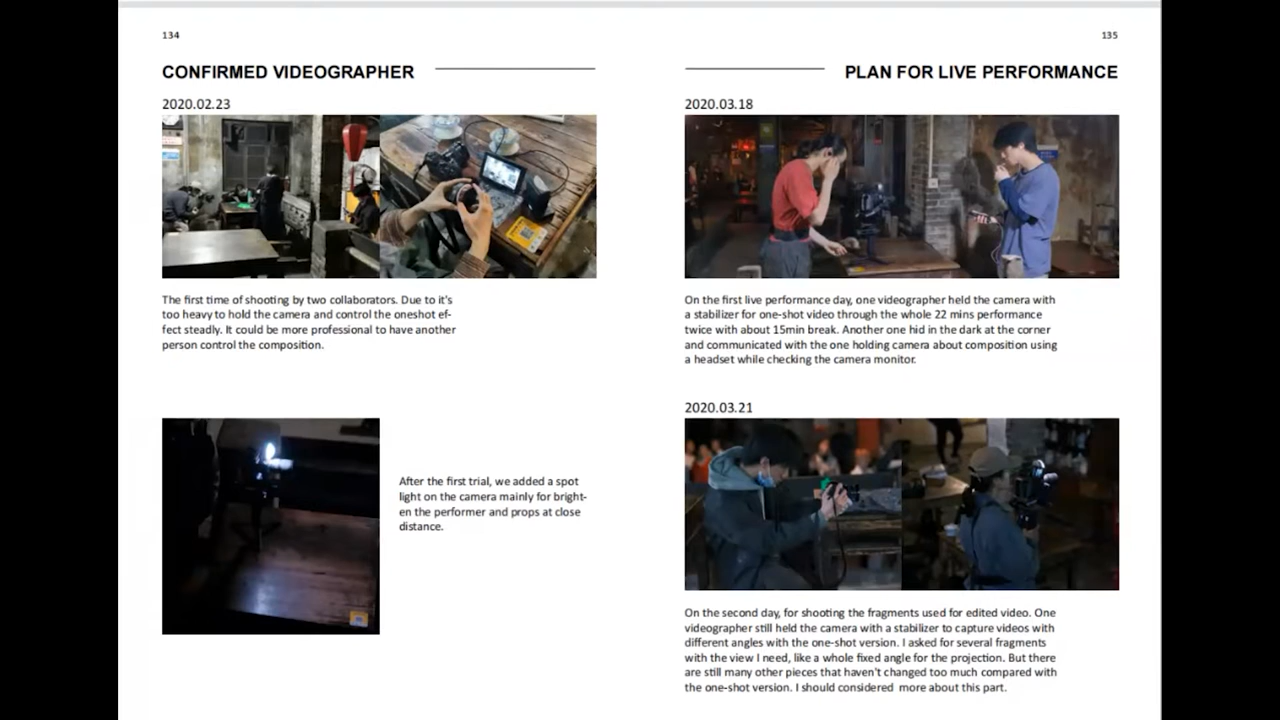 134
CONFIRMED VIDEOGRAPHER
2020.02.23
The first time of shooting by two collaborators. Due to it's
too heavy to hold the camera and control the oneshot ef-
fect steadily. It could be more professional to have another
person control the composition.
After the first trial, we added a spot
light on the camera mainly for bright-
en the performer and props at close
distance.
135
PLAN FOR LIVE PERFORMANCE
2020.03.18
On the first live performance day, one videographer held the camera with
a stabilizer for one-shot video through the whole 22 mins performance
twice with about 15min break. Another one hid in the dark at the corner
and communicated with the one holding camera about composition using
a headset while checking the camera monitor.
2020.03.21
On the second day, for shooting the fragments used for edited video. One
videographer still held the camera with a stabilizer to capture videos with
different angles with the one-shot version. I asked for several fragments
with the view I need, like a whole fixed angle for the projection. But there
are still many other pieces that haven't changed too much compared with
the one-shot version. I should considered more about this part.